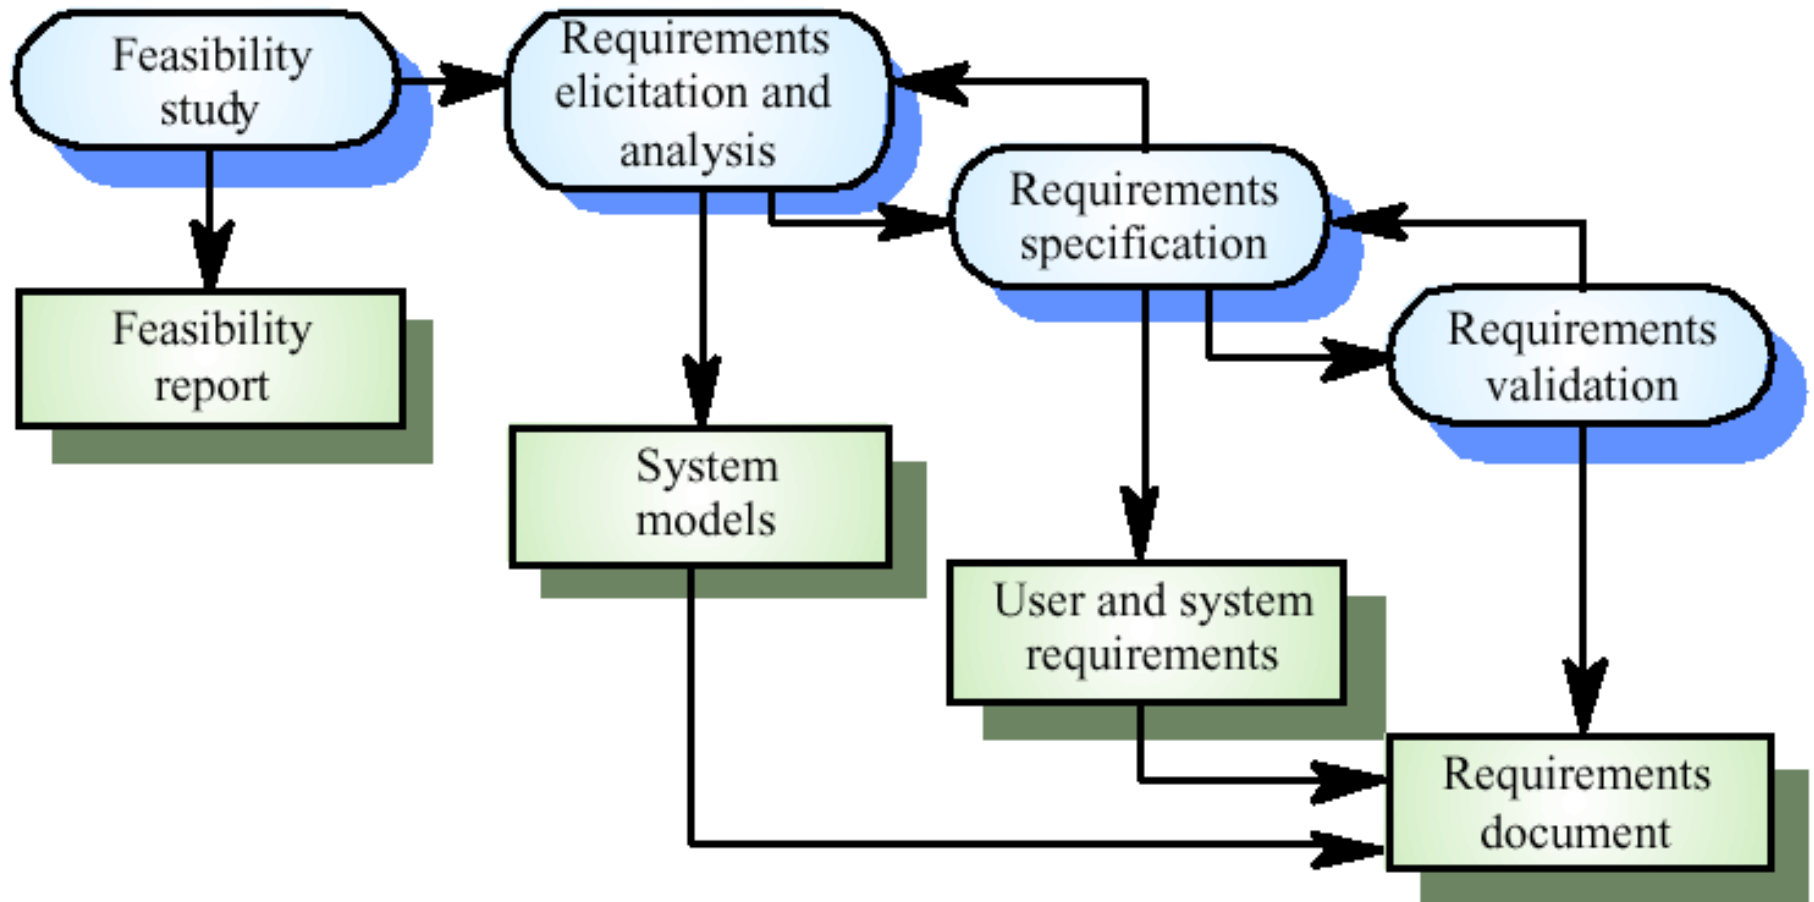 Feasibility
study
Requirements
elicitation and
analysis
Requirements
specification
Requirements
validation
Feasibility
report
System
models
User and system
requirements
Requirements
document